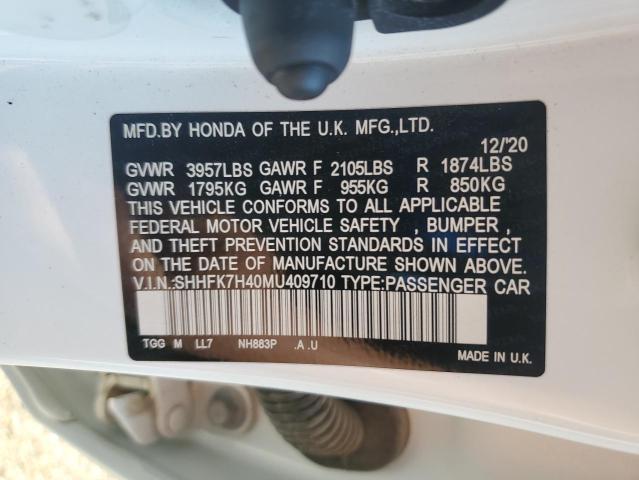 MFD.BY HONDA OF THE U.K. MFG.,LTD.
12/'20
GVWR 3957LBS GAWR F 2105LBS R 1874LBS
GVWR 1795KG GAWR F 955KG R 850KG
THIS VEHICLE CONFORMS TO ALL APPLICABLE
FEDERAL MOTOR VEHICLE SAFETY , BUMPER ,
AND THEFT PREVENTION STANDARDS IN EFFECT
ON THE DATE OF MANUFACTURE SHOWN ABOVE.
V.I.N.:SHHFK7H40MU409710 TYPE:PASSENGER CAR
TGG M LL7 NH883P .A .U
MADE IN U.K.